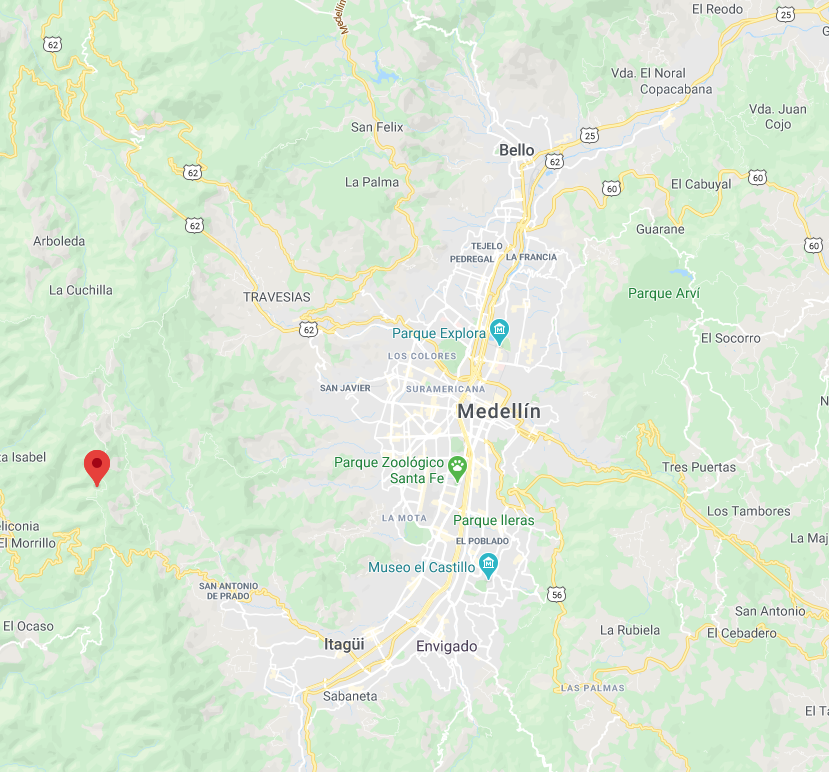 El Reodo
25
Medellín
62
Vda. El Noral
Copacabana
Vda. Juan
Cojo
San Felix
25
Bello
62
62
La Palma
60
El Cabuyal
60
62
Guarane
60
Arboleda
TEJELO
PEDREGAL
LA FRANCIA
La Cuchilla
TRAVESIAS
Parque Arví
62
Parque Explora
El Socorro
LOS COLORES
SAN JAVIER
SURAMERICANA
Medellín
N
ta Isabel
Parque Zoológico
Santa Fe
Tres Puertas
Los Tambores
LA MOTA
Parque lleras
eliconia
El Morrillo
EL POBLADO
La Maj
Museo el Castillo
SAN ANTONIO
DE PRADO
56
San Antonio
El Ocaso
La Rubiela
El Cebadero
Itagüi
Envigado
LAS PALMAS
Sabaneta
El Ta